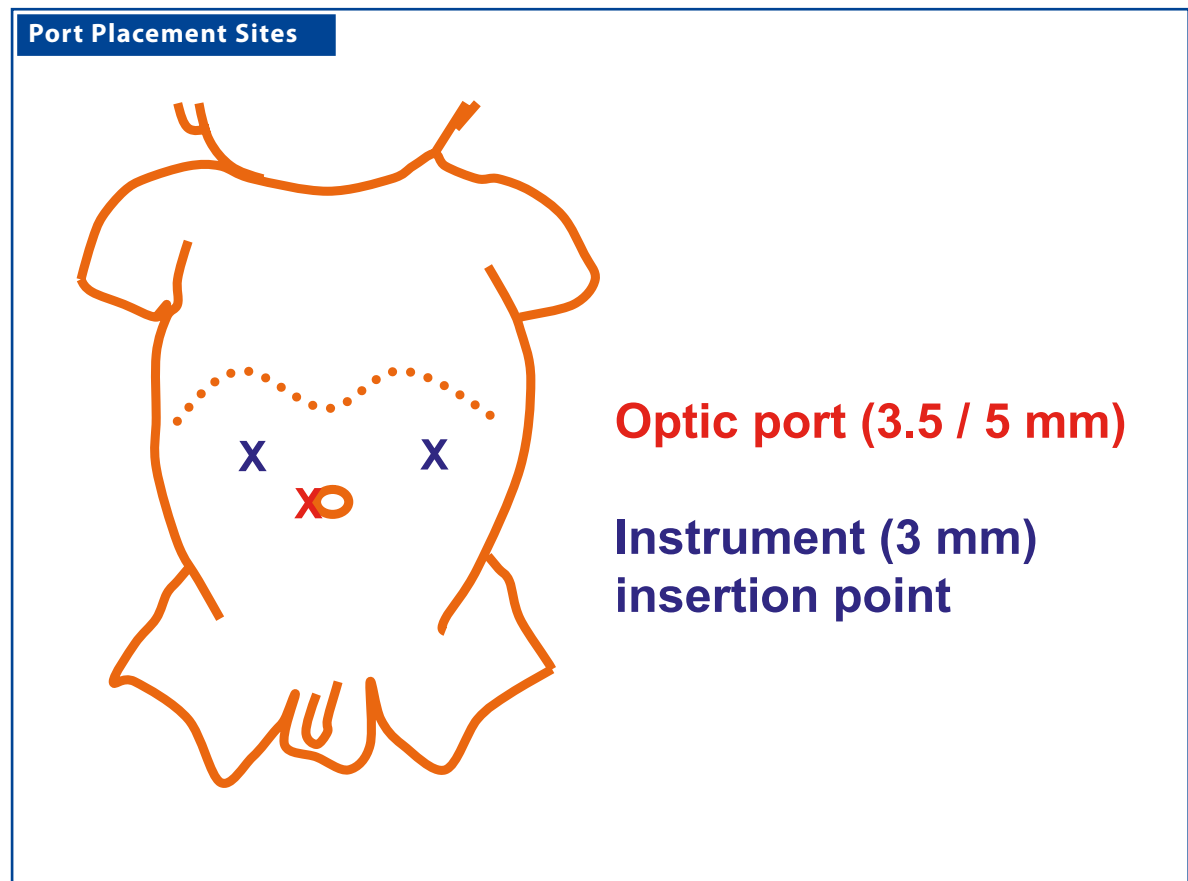 Port Placement Sites
X X
X
Optic port (3.5 / 5 mm)
Instrument (3 mm)
insertion point